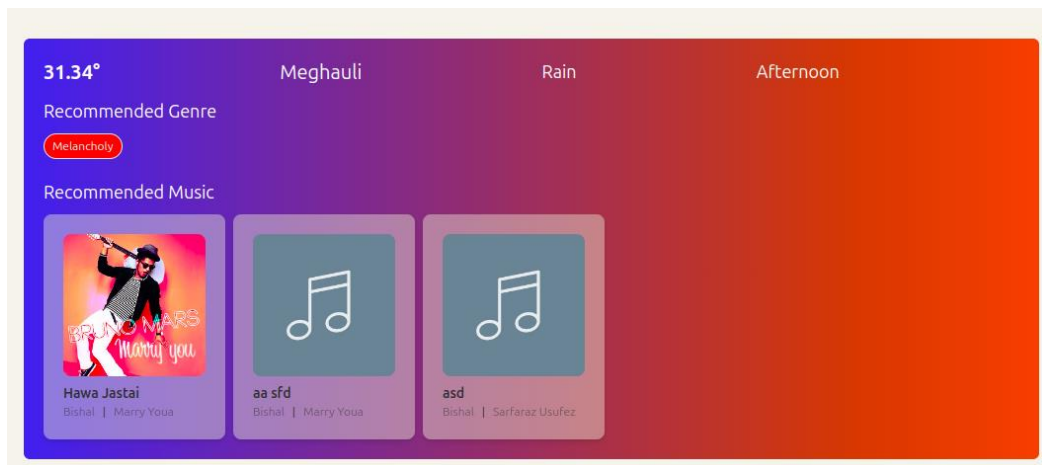 31.34° Meghauli Rain Afternoon
Recommended Genre
Melancholy
Recommended Music
BRUNO MARS
Marry you
Hawa Jastai
Bishal | Marry Youa
aa sfd
Bishal | Marry Youa
asd
Bishal | Sarfaraz Usufez